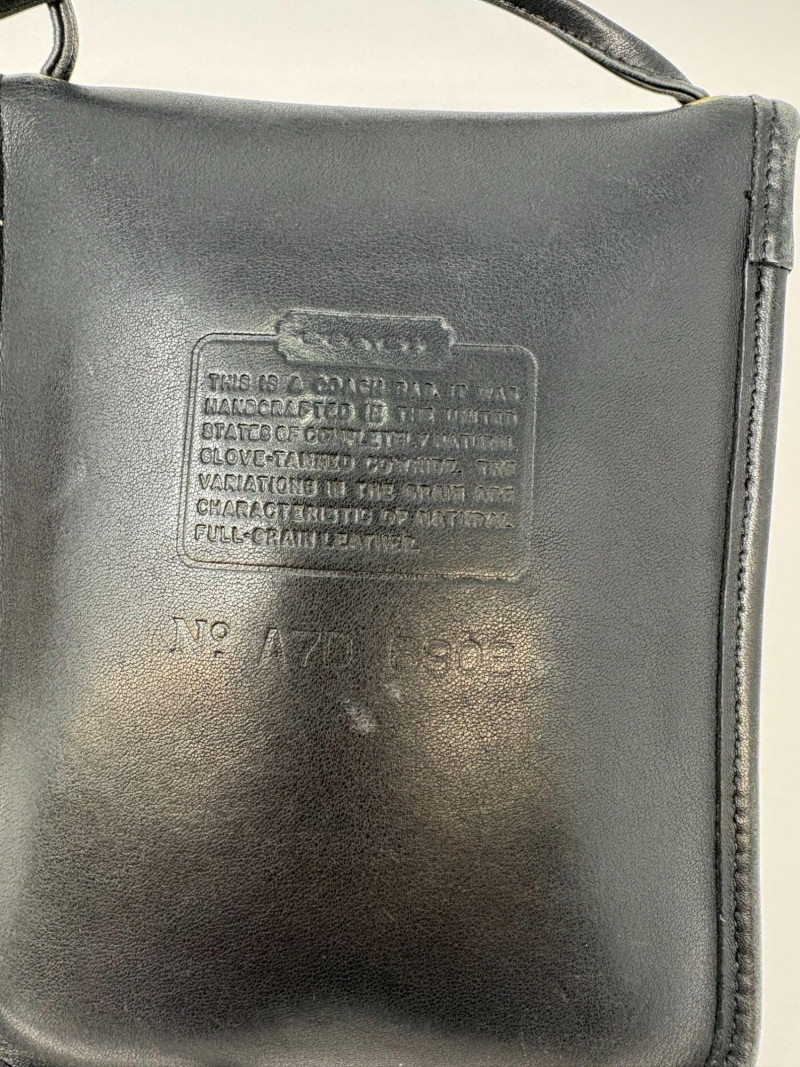 COACH
THIS IS A COACH BAG. IT WAS
HANDCRAFTED IN THE UNITED
STATES OF COMPLETELY NATURAL
GLOVE-TANNED COWHIDE. THE
VARIATIONS IN THE GRAIN ARE
CHARACTERISTIC OF NATURAL
FULL-GRAIN LEATHER.
No A7D